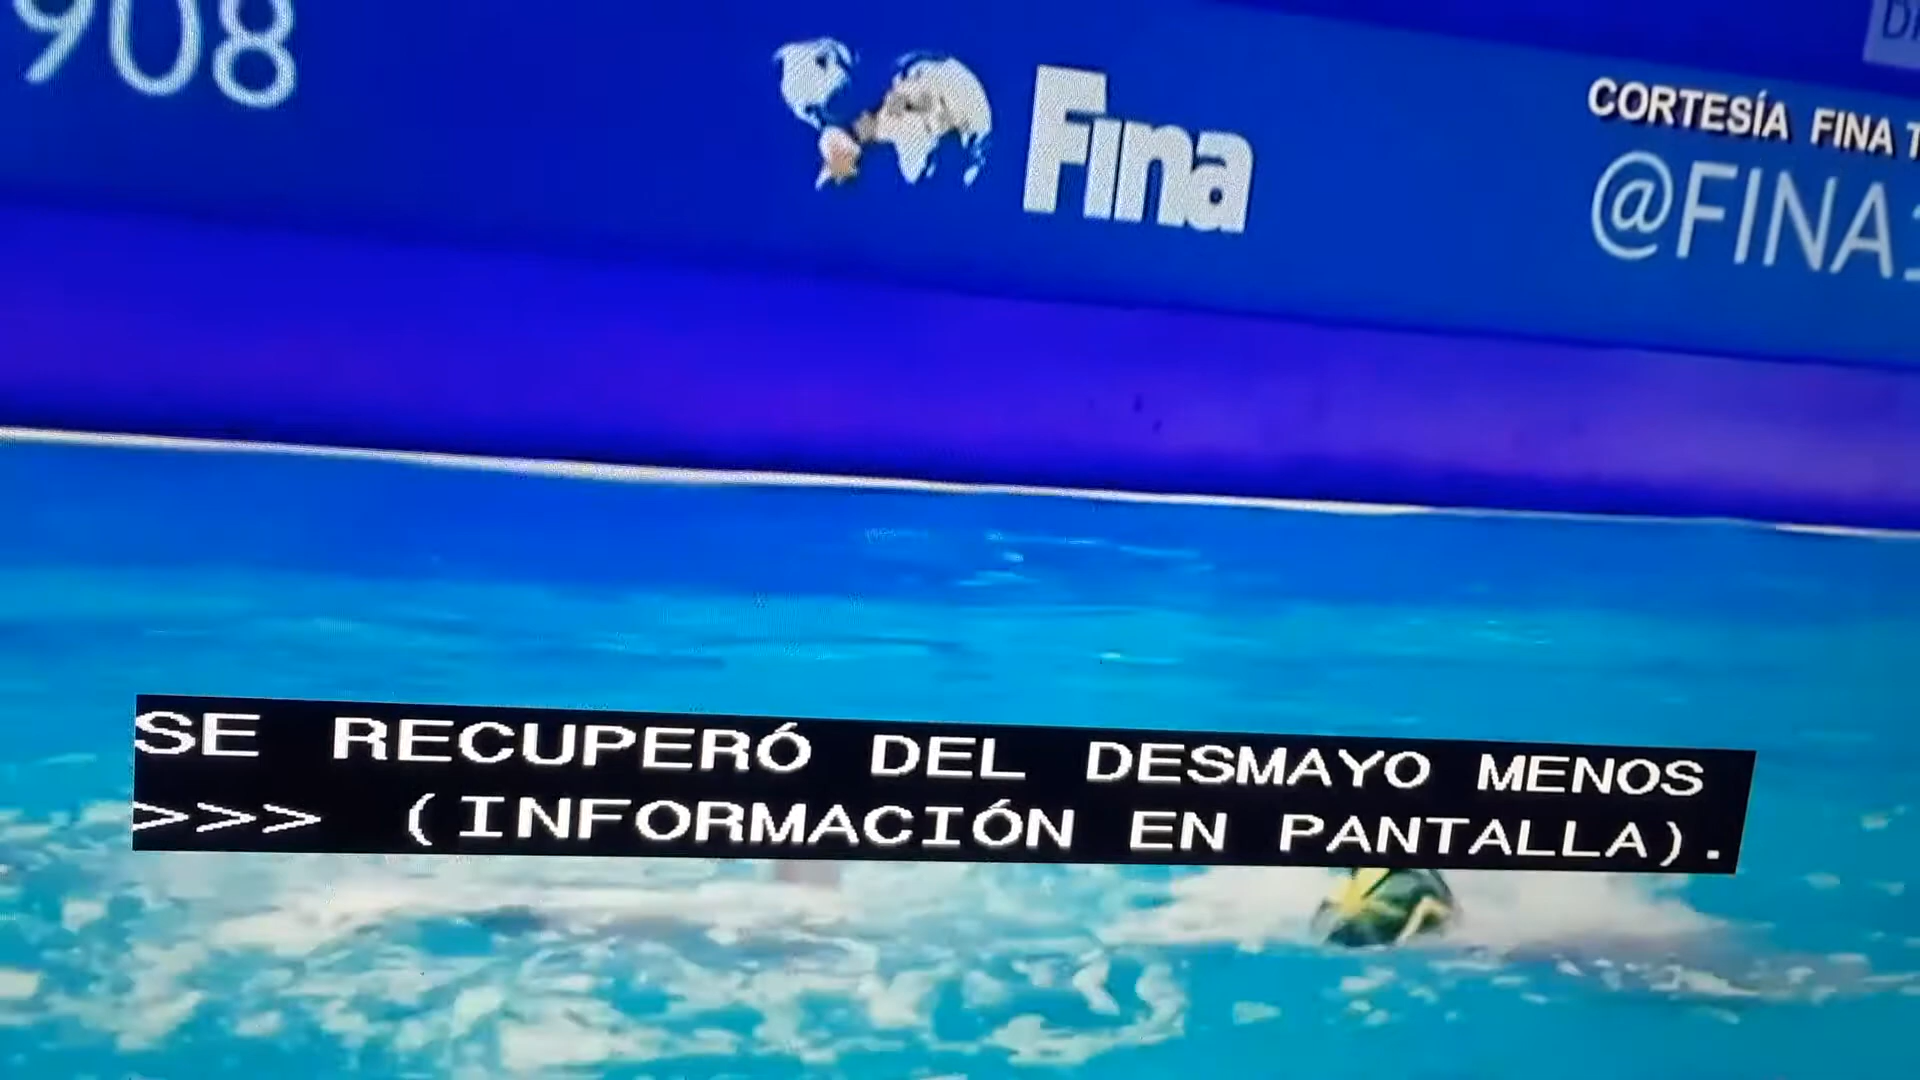 908
Fina
CORTESÍA FINA
@FINA
SE RECUPERÓ DEL DESMAYO MENOS
>>> (INFORMACIÓN EN PANTALLA).